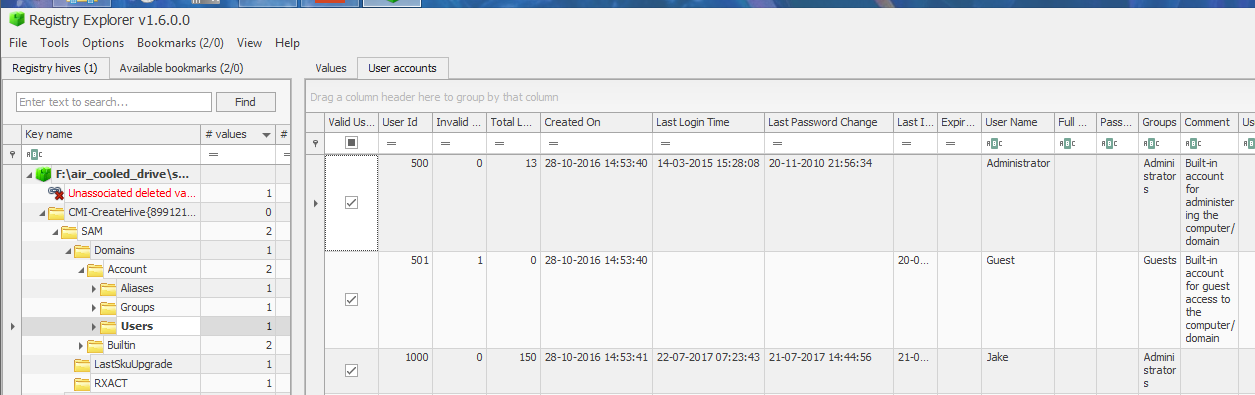 Registry Explorer v1.6.0.0
File Tools Options Bookmarks (2/0) View Help
Registry hives (1) Available bookmarks (2/0)
Values User accounts
Enter text to search... Find
Drag a column header here to group by that column
Key name # values #
Valid Us... User Id Invalid ... Total L... Created On Last Login Time Last Password Change Last I... Expir... User Name Full ... Pass... Groups Comment Us
F:\air_cooled_drive\s...
Unassociated deleted va... 1
CMI-CreateHive{899121... 0
SAM 2
Domains 1
Account 2
Aliases 1
Groups 1
Users 1
Builtin 2
LastSkuUpgrade 1
RXACT 1
500 0 13 28-10-2016 14:53:40 14-03-2015 15:28:08 20-11-2010 21:56:34 Administrator Admini Built-in
strator account
s for
administer
ing the
computer/
domain
501 1 0 28-10-2016 14:53:40 20-0... Guest Guests Built-in
account
for guest
access to
the
computer/
domain
1000 0 150 28-10-2016 14:53:41 22-07-2017 07:23:43 21-07-2017 14:44:56 21-0... Jake Admini
strator
s